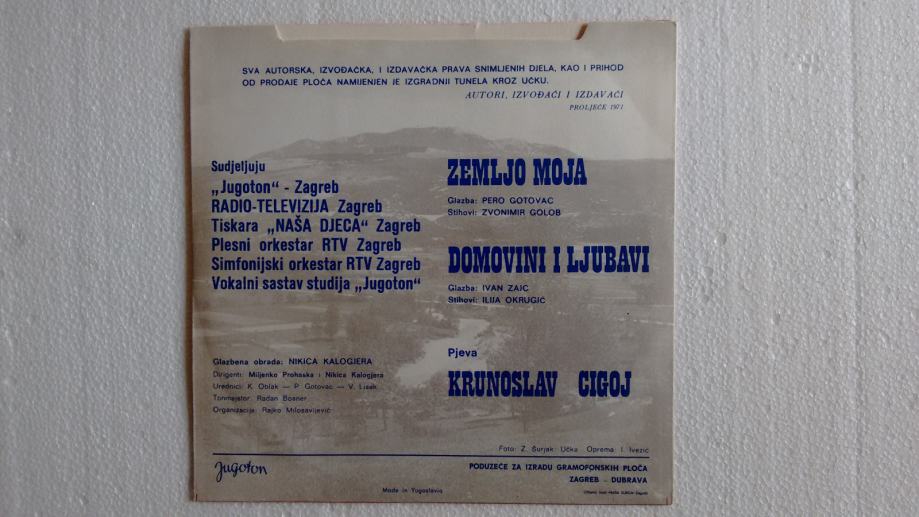 SVA AUTORSKA, IZVOĐAČKA, I IZDAVAČKA PRAVA SNIMLJENIH DJELA, KAO I PRIHOD
OD PRODAJE PLOČA NAMIJENJEN JE IZGRADNJI TUNELA KROZ UČKU.
AUTORI, IZVOĐAČI I IZDAVAČI
PROLJEĆE 1971
Sudjeljuju
„Jugoton“ - Zagreb
RADIO-TELEVIZIJA Zagreb
Tiskara „NAŠA DJECA“ Zagreb
Plesni orkestar RTV Zagreb
Simfonijski orkestar RTV Zagreb
Vokalni sastav studija „Jugoton“
Glazbena obrada: NIKICA KALOGJERA
Dirigenti: Miljenko Prohaska i Nikica Kalogjera
Urednici: K. Oblak — P. Gotovac — V. Lisak
Tonmajstor: Radan Bosner
Organizacija: Rajko Milosavljević
ZEMLJO MOJA
Glazba: PERO GOTOVAC
Stihovi: ZVONIMIR GOLOB
DOMOVINI I LJUBAVI
Glazba: IVAN ZAJC
Stihovi: ILIJA OKRUGIĆ
Pjeva
KRUNOSLAV CIGOJ
Foto: Z. Šurjak Učka Oprema I. Ivezić
Jugoton
PODUZEĆE ZA IZRADU GRAMOFONSKIH PLOČA
ZAGREB - DUBRAVA
Made in Yugoslavia